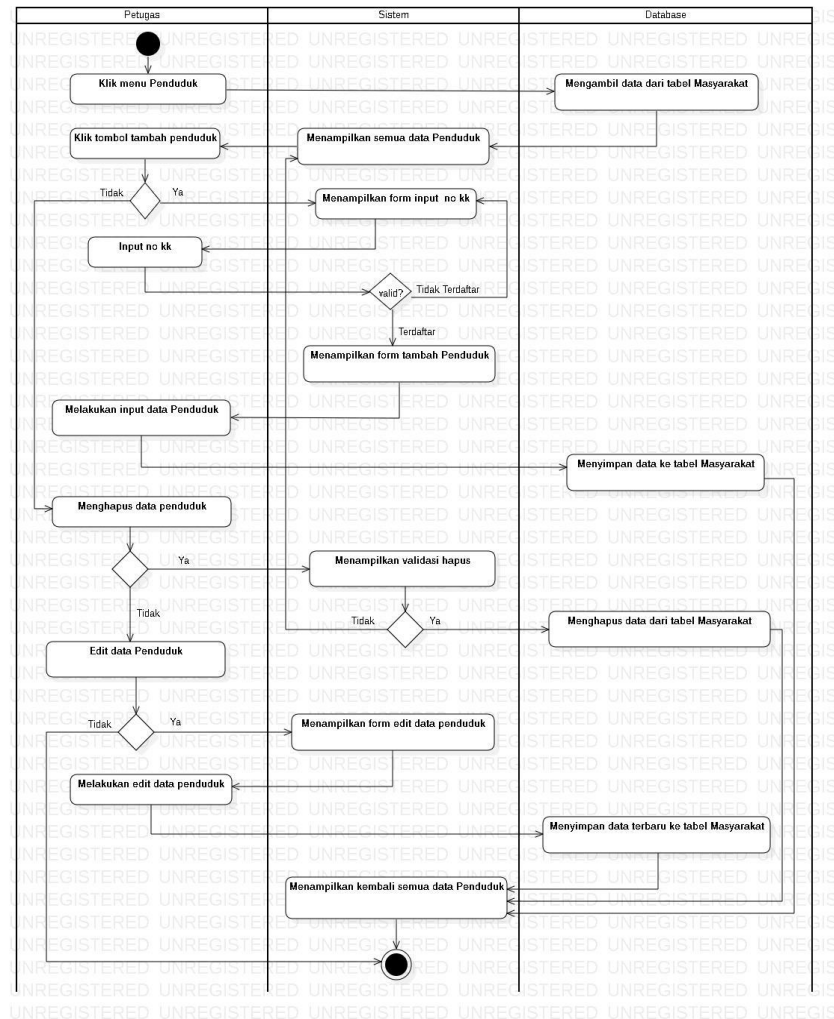 Petugas
Sistem
Database
Klik menu Penduduk
Mengambil data dari tabel Masyarakat
Klik tombol tambah penduduk
Menampilkan semua data Penduduk
Tidak
Ya
Menampilkan form input no kk
Input no kk
valid?
Tidak Terdaftar
Terdaftar
Menampilkan form tambah Penduduk
Melakukan input data Penduduk
Menyimpan data ke tabel Masyarakat
Menghapus data penduduk
Ya
Menampilkan validasi hapus
Tidak
Tidak
Ya
Menghapus data dari tabel Masyarakat
Edit data Penduduk
Tidak
Ya
Menampilkan form edit data penduduk
Melakukan edit data penduduk
Menyimpan data terbaru ke tabel Masyarakat
Menampilkan kembali semua data Penduduk
UNREGISTERED